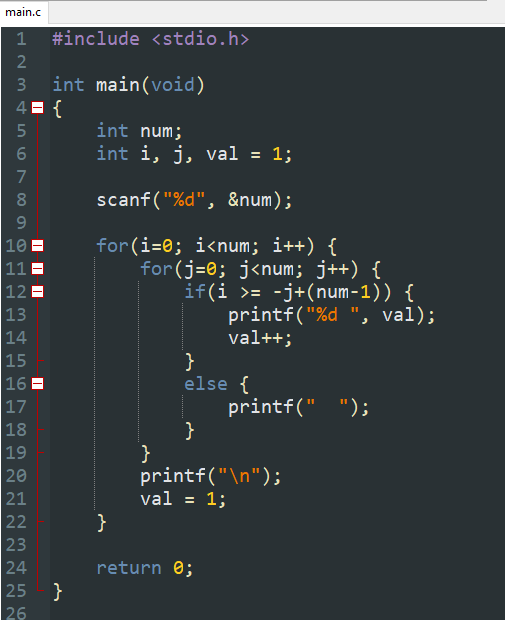 main.c
1 #include <stdio.h>
2
3 int main(void)
4 {
5     int num;
6     int i, j, val = 1;
7
8     scanf("%d", &num);
9
10     for(i=0; i<num; i++) {
11         for(j=0; j<num; j++) {
12             if(i >= -j+(num-1)) {
13                 printf("%d ", val);
14                 val++;
15             }
16             else {
17                 printf("  ");
18             }
19         }
20         printf("\n");
21         val = 1;
22     }
23
24     return 0;
25 }
26